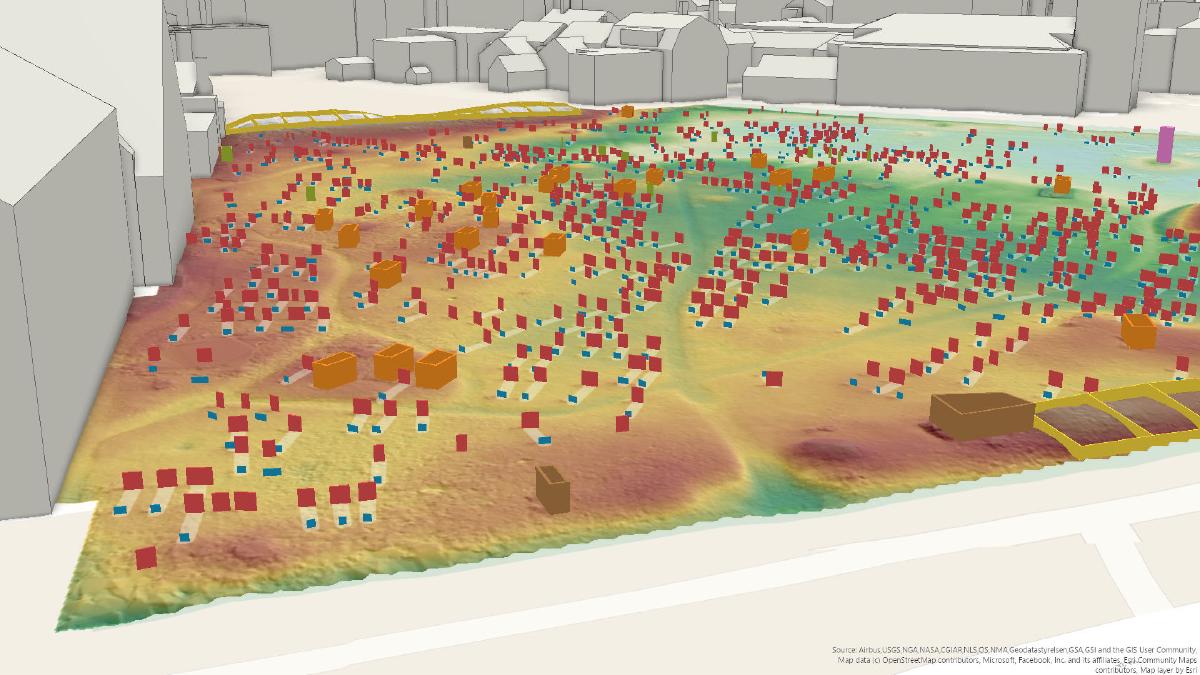 Source: Airbus,USGS,NGA,NASA,CGIAR,NLS,OS,NMA,Geodatastyrelsen,GSA,GSI and the GIS User Community,
Map data (c) OpenStreetMap contributors, Microsoft, Facebook, Inc. and its affiliates, Esri Community Maps
contributors, Map layer by Esri